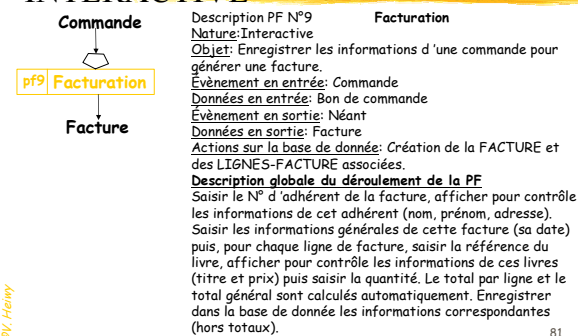 INTERACTIVE
Commande
pf9 Facturation
Facture
Description PF N°9 Facturation
Nature:Interactive
Objet: Enregistrer les informations d 'une commande pour
générer une facture.
Évènement en entrée: Commande
Données en entrée: Bon de commande
Évènement en sortie: Néant
Données en sortie: Facture
Actions sur la base de donnée: Création de la FACTURE et
des LIGNES-FACTURE associées.
Description globale du déroulement de la PF
Saisir le N° d 'adhérent de la facture, afficher pour contrôle
les informations de cet adhérent (nom, prénom, adresse).
Saisir les informations générales de cette facture (sa date)
puis, pour chaque ligne de facture, saisir la référence du
livre, afficher pour contrôle les informations de ces livres
(titre et prix) puis saisir la quantité. Le total par ligne et le
total général sont calculés automatiquement. Enregistrer
dans la base de donnée les informations correspondantes
(hors totaux).
81
V. Heiwy